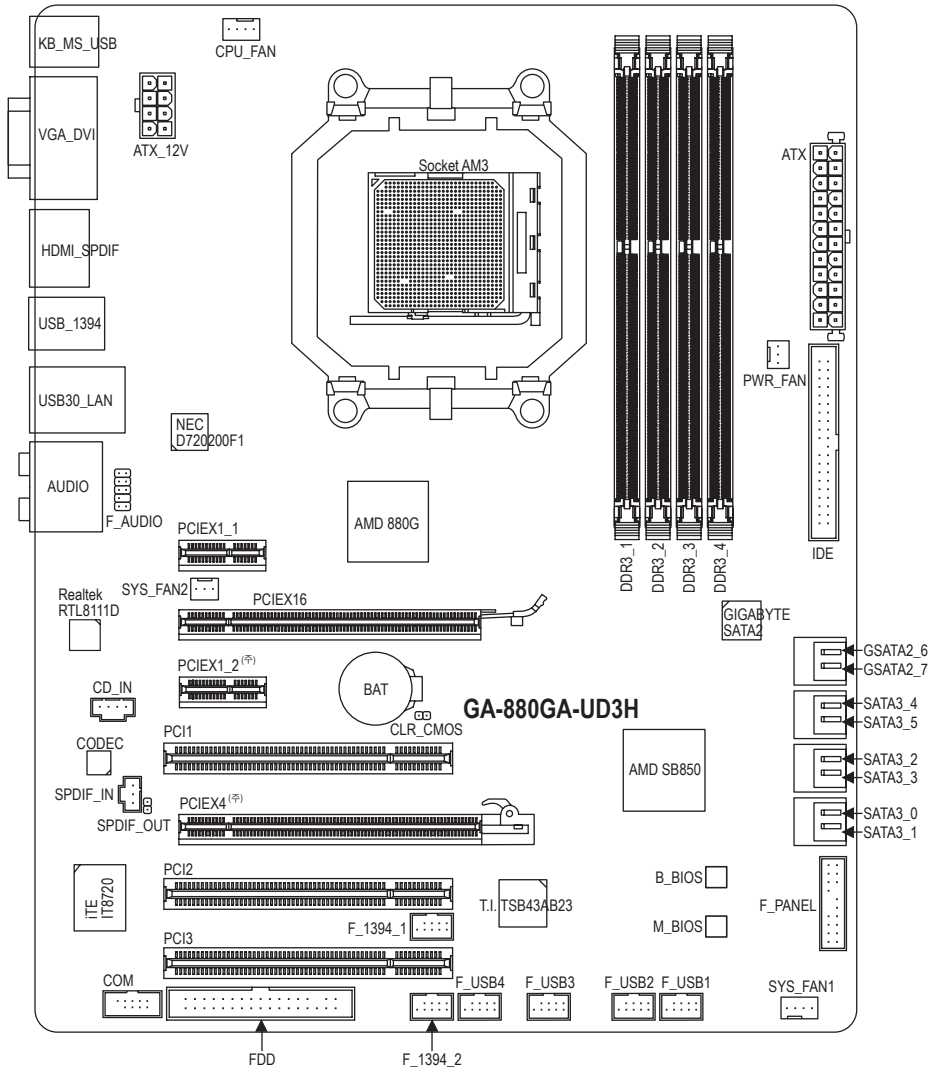 KB_MS_USB
CPU_FAN
VGA_DVI
ATX_12V
Socket AM3
ATX
HDMI_SPDIF
USB_1394
PWR_FAN
USB30_LAN
NEC
D720200F1
AUDIO
F_AUDIO
AMD 880G
IDE
PCIEX1_1
DDR3_1
DDR3_2
DDR3_3
DDR3_4
SYS_FAN2
Realtek
RTL8111D
PCIEX16
GIGABYTE
SATA2
GSATA2_6
GSATA2_7
PCIEX1_2(주)
BAT
CD_IN
GA-880GA-UD3H
SATA3_4
SATA3_5
CLR_CMOS
PCI1
CODEC
AMD SB850
SATA3_2
SATA3_3
SPDIF_IN
PCIEX4(주)
SATA3_0
SATA3_1
SPDIF_OUT
PCI2
B_BIOS
iTE
IT8720
T.I. TSB43AB23
F_PANEL
F_1394_1
M_BIOS
PCI3
COM
F_USB4
F_USB3
F_USB2
F_USB1
SYS_FAN1
FDD
F_1394_2